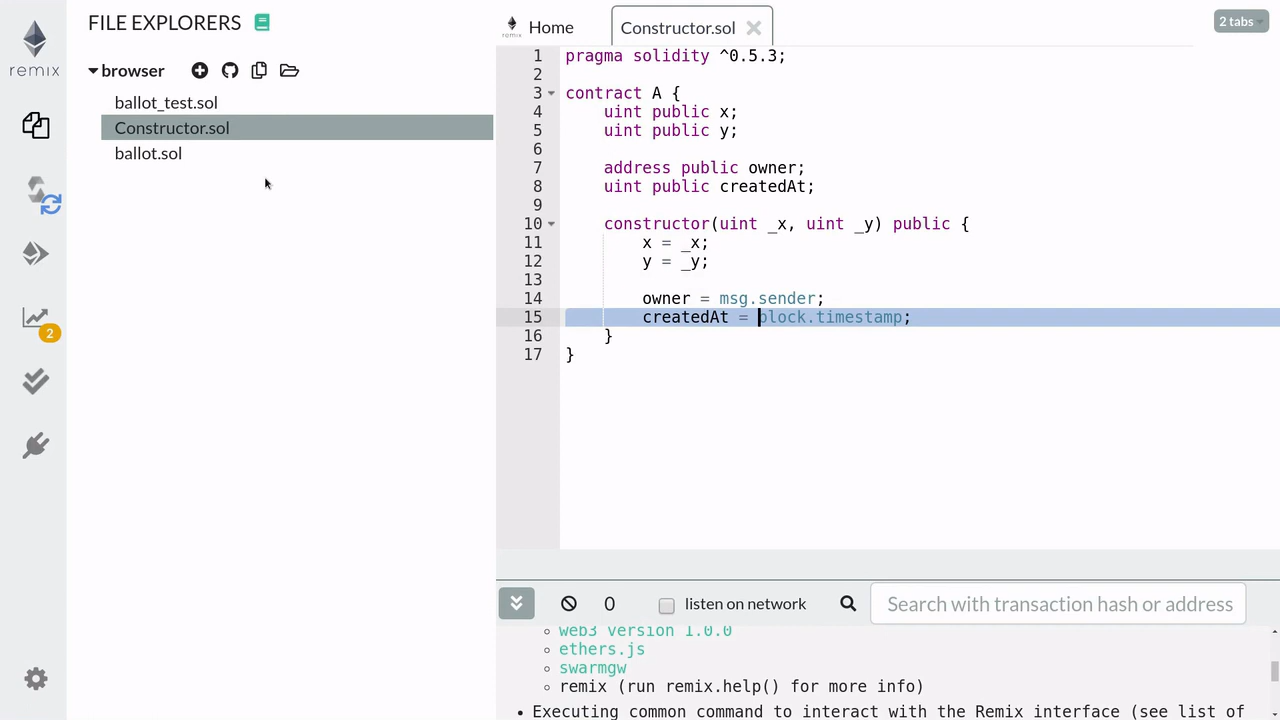 FILE EXPLORERS
remix
browser
ballot_test.sol
Constructor.sol
ballot.sol
2
remix
Home
Constructor.sol
2 tabs
1 pragma solidity ^0.5.3;
2
3 contract A {
4     uint public x;
5     uint public y;
6
7     address public owner;
8     uint public createdAt;
9
10     constructor(uint _x, uint _y) public {
11         x = _x;
12         y = _y;
13
14         owner = msg.sender;
15         createdAt = block.timestamp;
16     }
17 }
0
listen on network
Search with transaction hash or address
web3 version 1.0.0
ethers.js
swarmgw
remix (run remix.help() for more info)
Executing common command to interact with the Remix interface (see list of